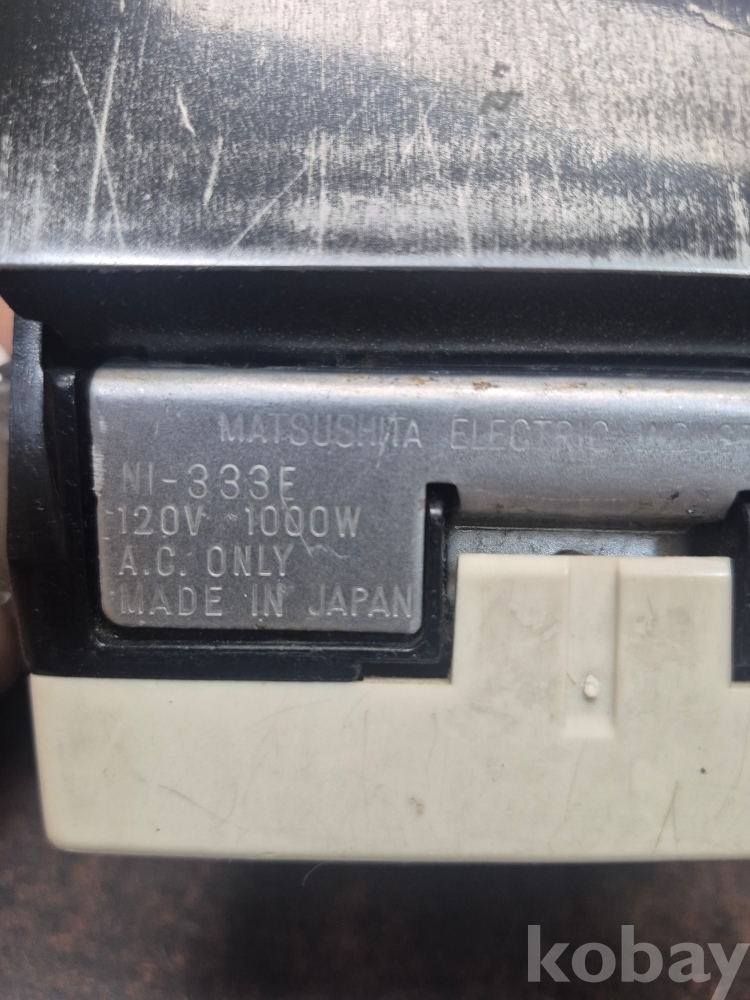 MATSUSHITA ELECTRIC
NI-333E
120V 1000W
A.C. ONLY
MADE IN JAPAN
kobay